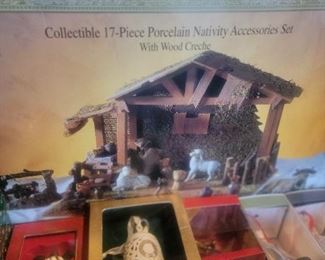 Collectible 17-Piece Porcelain Nativity Accessories Set
With Wood Creche